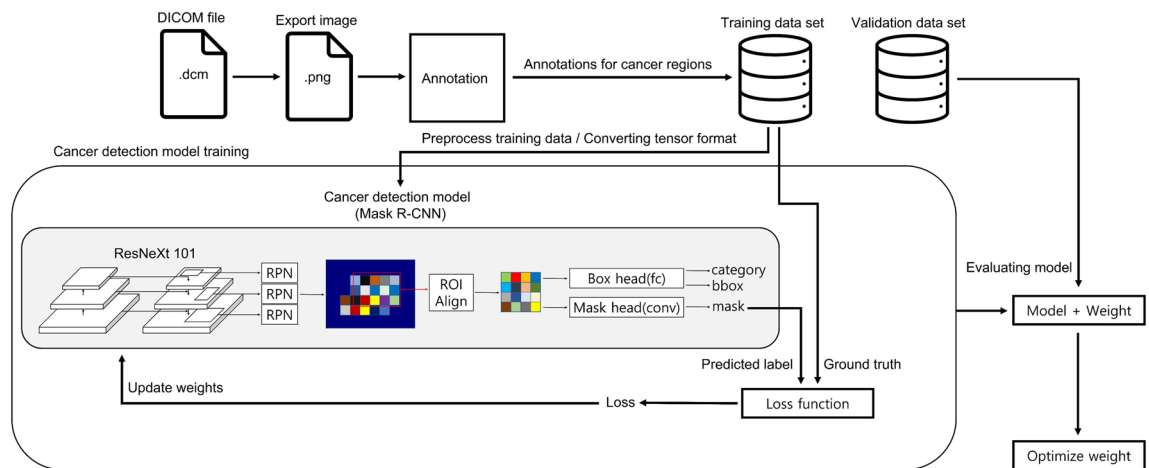 DICOM file
Export image
Training data set
Validation data set
.dcm
.png
Annotation
Annotations for cancer regions
Preprocess training data / Converting tensor format
Cancer detection model training
Cancer detection model
(Mask R-CNN)
ResNeXt 101
RPN
RPN
RPN
ROI
Align
Box head(fc)
Mask head(conv)
category
bbox
mask
Evaluating model
Model + Weight
Predicted label
Ground truth
Update weights
Loss
Loss function
Optimize weight